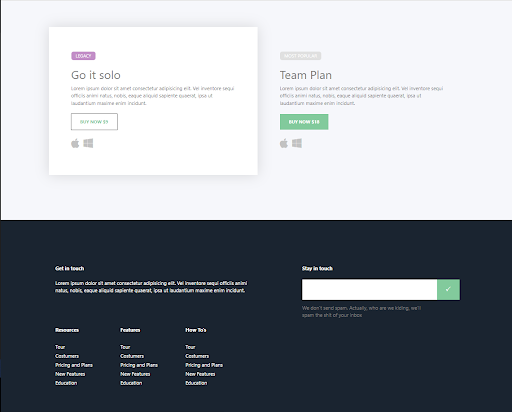 LEGACY
Go it solo
Lorem ipsum dolor sit amet consectetur adipisicing elit. Vel inventore sequi
officiis animi natus, nobis, eaque aliquid sapiente quaerat, ipsa ut
laudantium maxime enim incidunt.
BUY NOW $9
MOST POPULAR
Team Plan
Lorem ipsum dolor sit amet consectetur adipisicing elit. Vel inventore sequi
officiis animi natus, nobis, eaque aliquid sapiente quaerat, ipsa ut
laudantium maxime enim incidunt.
BUY NOW $18
Get in touch
Lorem ipsum dolor sit amet consectetur adipisicing elit. Vel inventore sequi officiis animi
natus, nobis, eaque aliquid sapiente quaerat, ipsa ut laudantium maxime enim incidunt.
Stay in touch
We don't send spam. Actually, who are we kiding, we'll
spam the shit of your inbox.
Resources
Tour
Costumers
Pricing and Plans
New Features
Education
Features
Tour
Costumers
Pricing and Plans
New Features
Education
How To's
Tour
Costumers
Pricing and Plans
New Features
Education